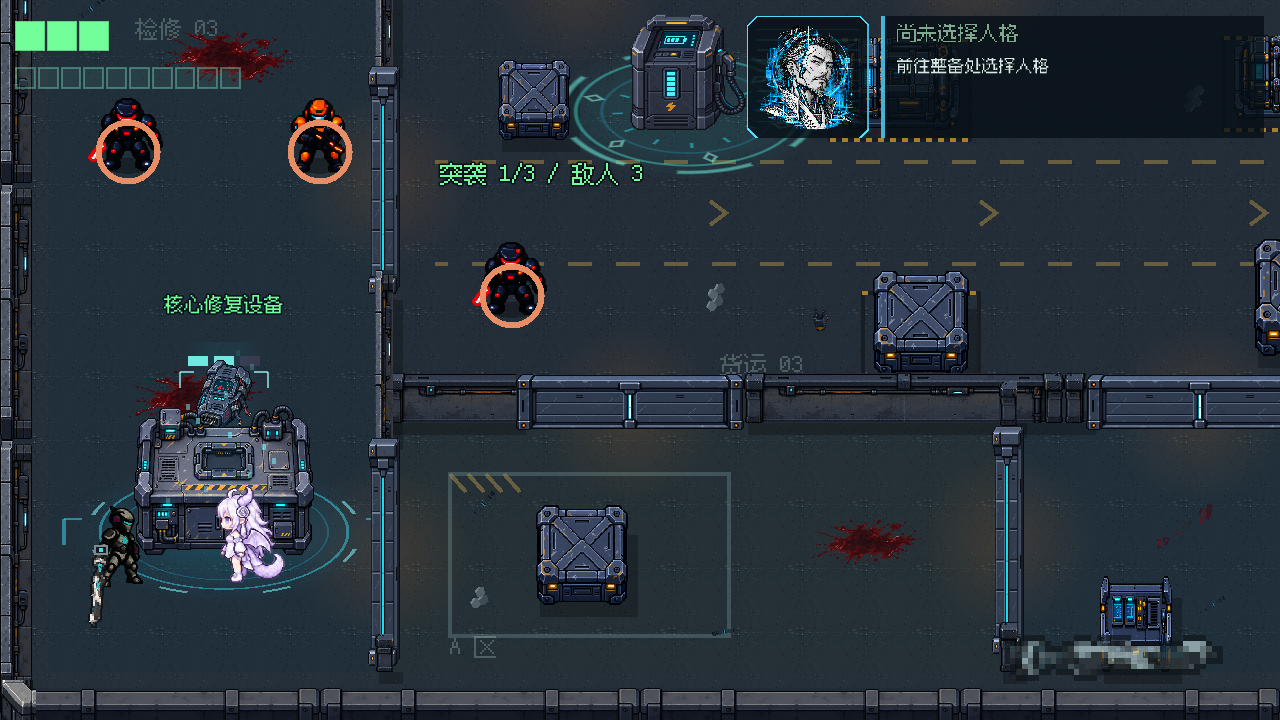 检修 03
尚未选择人格
前往整备处选择人格
突袭 1/3 / 敌人 3
核心修复设备
货运 03
A